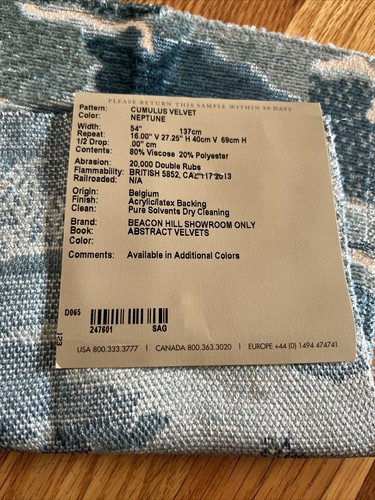 PLEASE RETURN THIS SAMPLE WITHIN 30 DAYS
Pattern: CUMULUS VELVET
Color: NEPTUNE
Width: 54" 137cm
Repeat: 16.00" V 27.25" H 40cm V 69cm H
1/2 Drop: .00" cm
Contents: 80% Viscose 20% Polyester
Abrasion: 20,000 Double Rubs
Flammability: BRITISH 5852, CAL 117 2013
Railroaded: N/A
Origin: Belgium
Finish: Acrylic/latex Backing
Clean: Pure Solvents Dry Cleaning
Brand: BEACON HILL SHOWROOM ONLY
Book: ABSTRACT VELVETS
Color:
Comments: Available in Additional Colors
D065
247601 SAG
USA 800.333.3777 | CANADA 800.363.3020 | EUROPE +44 (0) 1494 474741